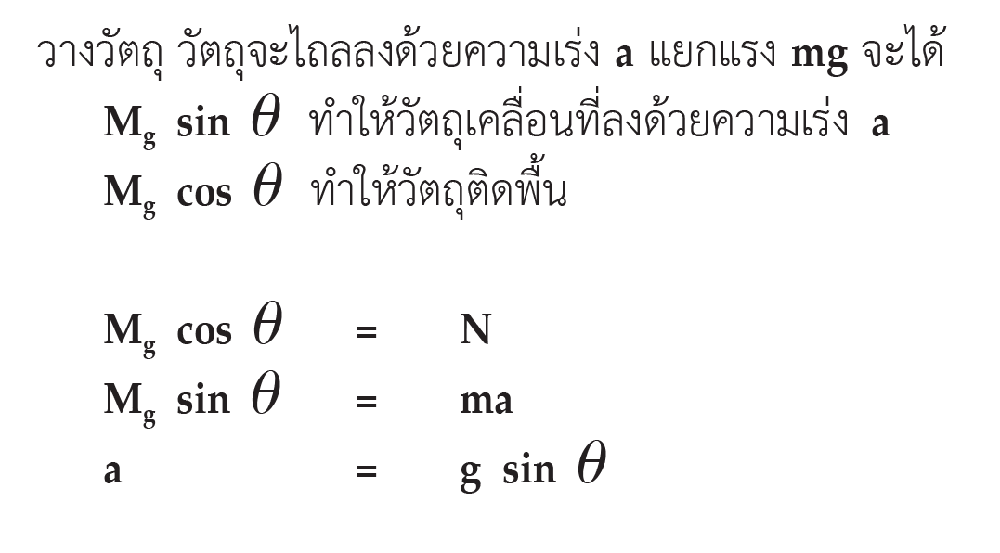 วางวัตถุ วัตถุจะไถลลงด้วยความเร่ง a แยกแรง mg จะได้
Mg sin θ ทำให้วัตถุเคลื่อนที่ลงด้วยความเร่ง a
Mg cos θ ทำให้วัตถุติดพื้น
Mg cos θ = N
Mg sin θ = ma
a = g sin θ